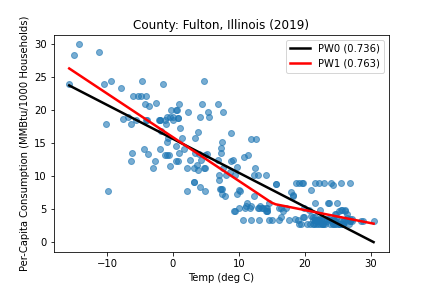 County: Fulton, Illinois (2019)
Per-Capita Consumption (MMBtu/1000 Households)
30
25
20
15
10
5
0
PW0 (0.736)
PW1 (0.763)
−10 0 10 20 30
Temp (deg C)